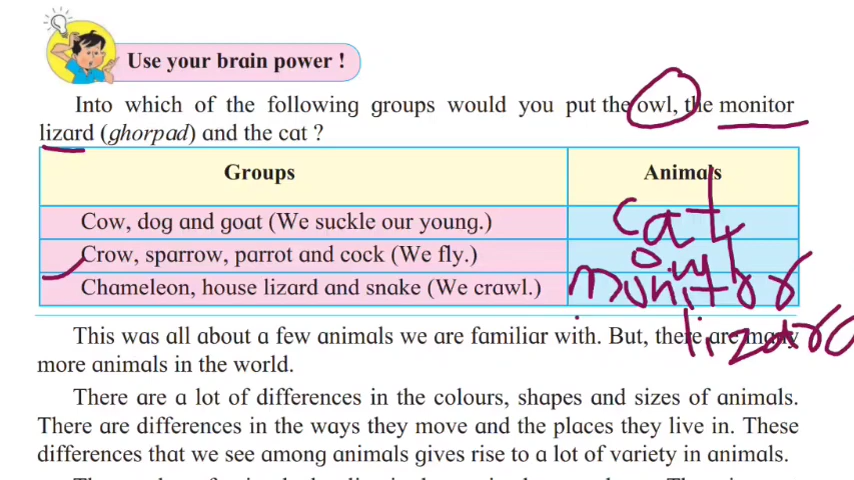 Use your brain power !
Into which of the following groups would you put the owl, the monitor
lizard (ghorpad) and the cat ?
Groups Animals
Cow, dog and goat (We suckle our young.) cat
Crow, sparrow, parrot and cock (We fly.) owl
Chameleon, house lizard and snake (We crawl.) monitor
lizard
This was all about a few animals we are familiar with. But, there are many
more animals in the world.
There are a lot of differences in the colours, shapes and sizes of animals.
There are differences in the ways they move and the places they live in. These
differences that we see among animals gives rise to a lot of variety in animals.